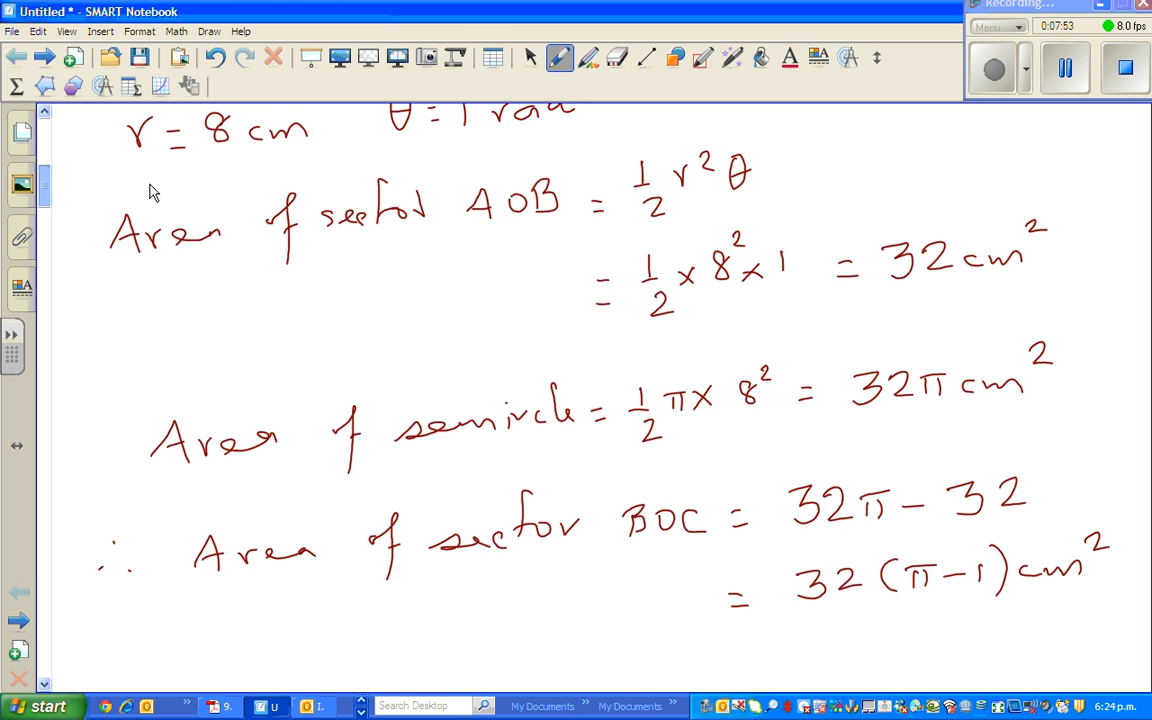 Untitled * - SMART Notebook
Recording...
File Edit View Insert Format Math Draw Help
Menu 0:07:53 8.0 fps
r = 8 cm θ = 1 rad
Area of sector AOB = 1/2 r² θ
= 1/2 × 8² × 1 = 32 cm²
Area of semicircle = 1/2 π × 8² = 32π cm²
∴ Area of sector BOC = 32π - 32
= 32 (π - 1) cm²
start 9. U I. Search Desktop My Documents » My Documents » 6:24 p.m.